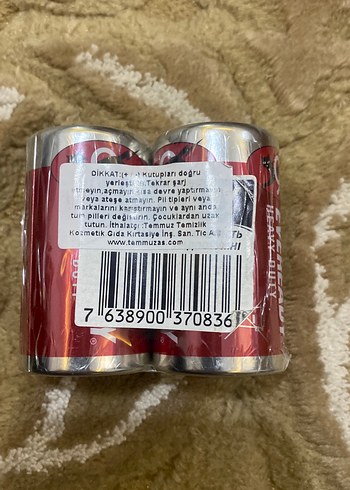 DİKKAT:(+ -) Kutupları doğru
yerleştirin.Tekrar şarj
etmeyin,açmayın,kısa devre yaptırmayın
veya ateşe atmayın. Pil tipleri veya
markalarını karıştırmayın ve aynı anda
tüm pilleri değiştirin. Çocuklardan uzak
tutun. İthalatçı:Temmuz Temizlik
Kozmetik Gıda Kırtasiye İnş. San. Tic A.Ş.
www.temmuzas.com
7 638900 370836
HEAVY DUTY
EVEREADY